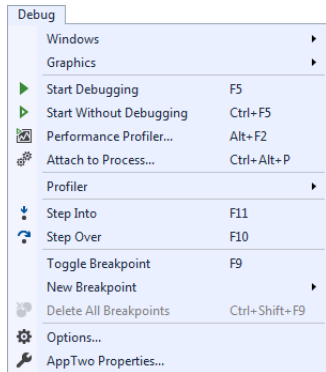 Debug
Windows
Graphics
Start Debugging F5
Start Without Debugging Ctrl+F5
Performance Profiler... Alt+F2
Attach to Process... Ctrl+Alt+P
Profiler
Step Into F11
Step Over F10
Toggle Breakpoint F9
New Breakpoint
Delete All Breakpoints Ctrl+Shift+F9
Options...
AppTwo Properties...